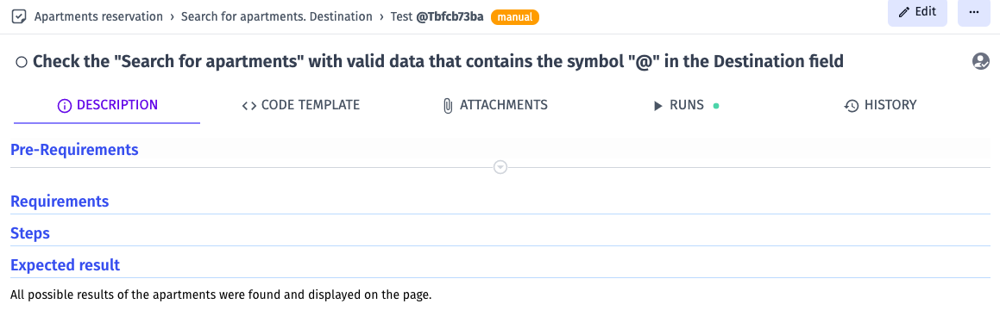 Apartments reservation › Search for apartments. Destination › Test @Tbfcb73ba manual
Edit ...
Check the "Search for apartments" with valid data that contains the symbol "@" in the Destination field
DESCRIPTION <> CODE TEMPLATE ATTACHMENTS RUNS HISTORY
Pre-Requirements
Requirements
Steps
Expected result
All possible results of the apartments were found and displayed on the page.